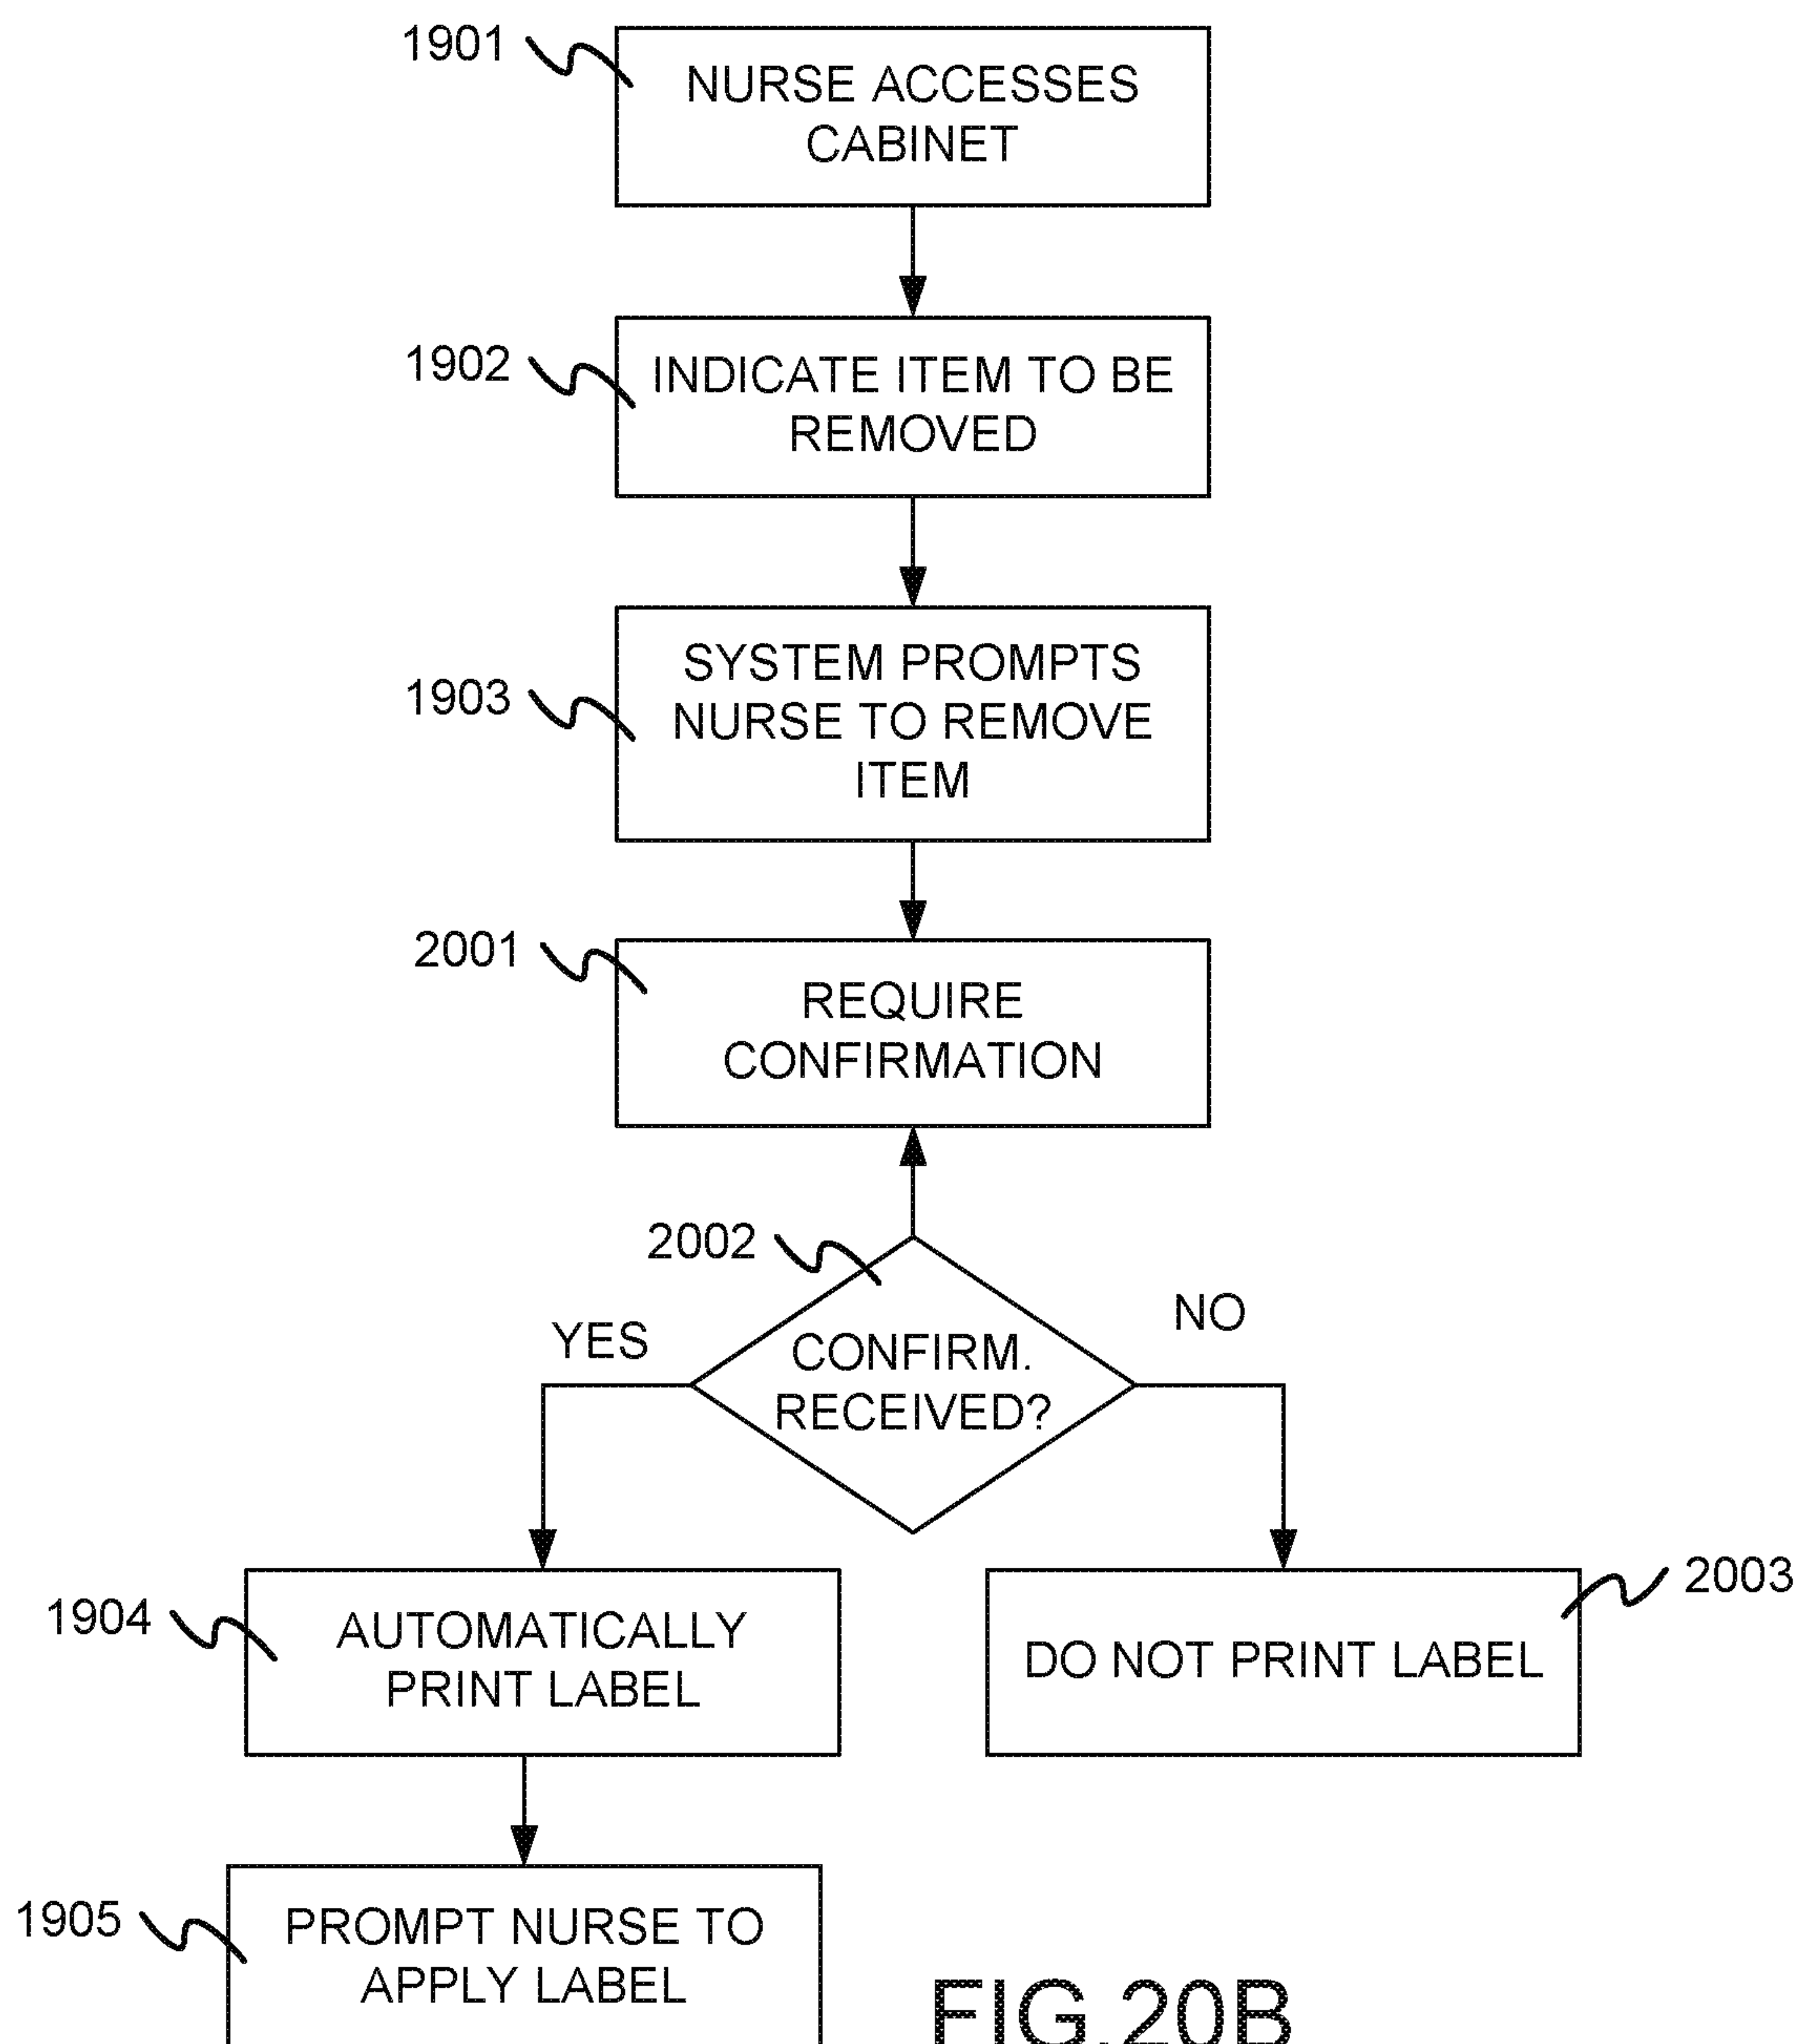 1901
NURSE ACCESSES
CABINET
1902
INDICATE ITEM TO BE
REMOVED
1903
SYSTEM PROMPTS
NURSE TO REMOVE
ITEM
2001
REQUIRE
CONFIRMATION
2002
YES
NO
CONFIRM.
RECEIVED?
1904
AUTOMATICALLY
PRINT LABEL
2003
DO NOT PRINT LABEL
1905
PROMPT NURSE TO
APPLY LABEL
FIG.20B